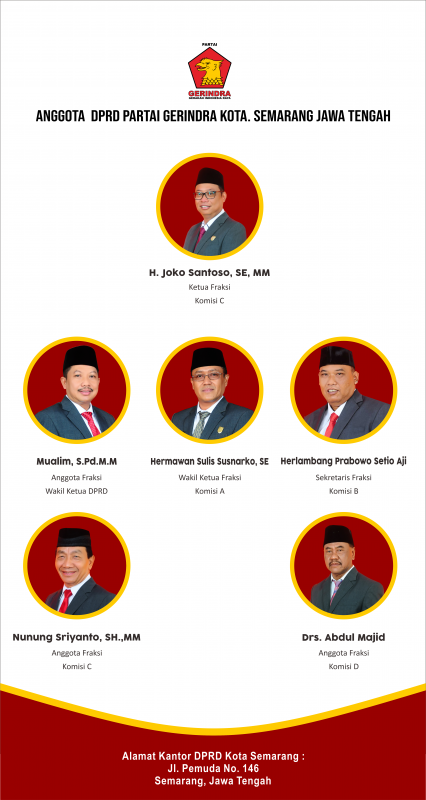 PARTAI
GERINDRA
GERAKAN INDONESIA RAYA
ANGGOTA DPRD PARTAI GERINDRA KOTA. SEMARANG JAWA TENGAH
H. Joko Santoso, SE, MM
Ketua Fraksi
Komisi C
Mualim, S.Pd.M.M
Anggota Fraksi
Wakil Ketua DPRD
Hermawan Sulis Susnarko, SE
Wakil Ketua Fraksi
Komisi A
Herlambang Prabowo Setio Aji
Sekretaris Fraksi
Komisi B
Nunung Sriyanto, SH.,MM
Anggota Fraksi
Komisi C
Drs. Abdul Majid
Anggota Fraksi
Komisi D
Alamat Kantor DPRD Kota Semarang :
Jl. Pemuda No. 146
Semarang, Jawa Tengah